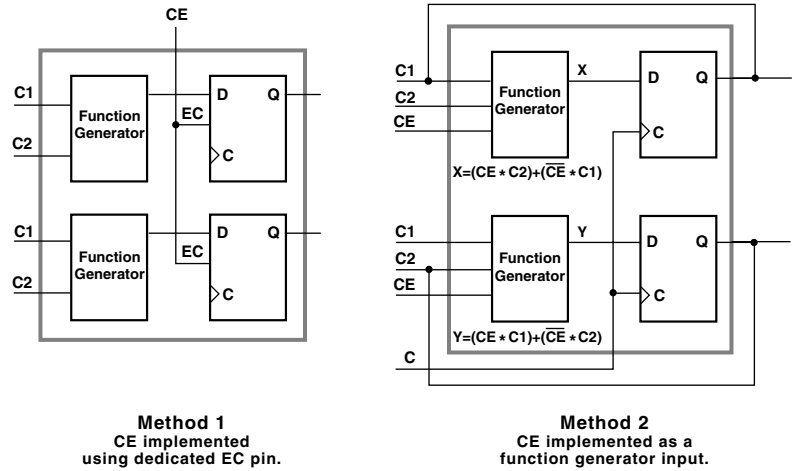 CE
C1
C2
Function
Generator
D
Q
EC
C
C1
C2
Function
Generator
D
Q
EC
C
Method 1
CE implemented
using dedicated EC pin.
C1
C2
CE
Function
Generator
X
D
Q
C
X=(CE*C2)+(C̅E̅*C1)
C1
C2
CE
Function
Generator
Y
D
Q
C
Y=(CE*C1)+(C̅E̅*C2)
C
Method 2
CE implemented as a
function generator input.